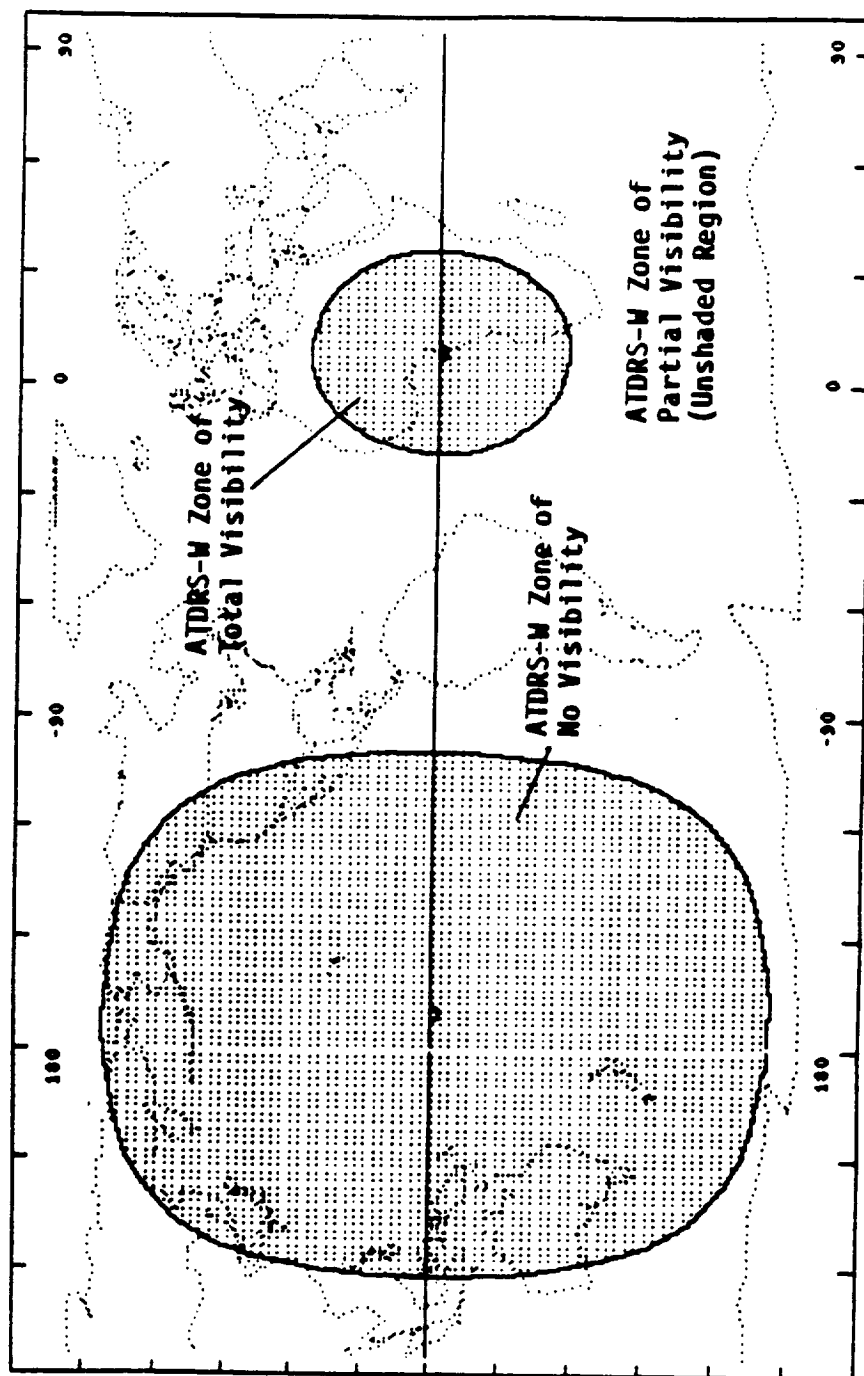 90
0
-90
180
ATDRS-W Zone of
Total Visibility
ATDRS-W Zone of
No Visibility
ATDRS-W Zone of
Partial Visibility
(Unshaded Region)
90
0
-90
180